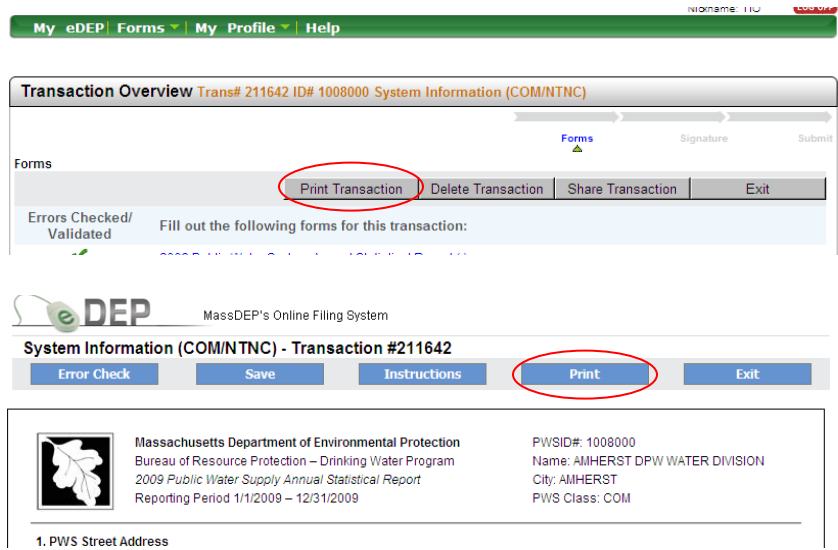 Nickname: TIO LOG OFF
My eDEP Forms My Profile Help
Transaction Overview Trans# 211642 ID# 1008000 System Information (COM/NTNC)
Forms Signature Submit
Forms
Print Transaction Delete Transaction Share Transaction Exit
Errors Checked/
Validated
Fill out the following forms for this transaction:
eDEP MassDEP's Online Filing System
System Information (COM/NTNC) - Transaction #211642
Error Check Save Instructions Print Exit
Massachusetts Department of Environmental Protection
Bureau of Resource Protection – Drinking Water Program
2009 Public Water Supply Annual Statistical Report
Reporting Period 1/1/2009 – 12/31/2009
PWSID#: 1008000
Name: AMHERST DPW WATER DIVISION
City: AMHERST
PWS Class: COM
1. PWS Street Address